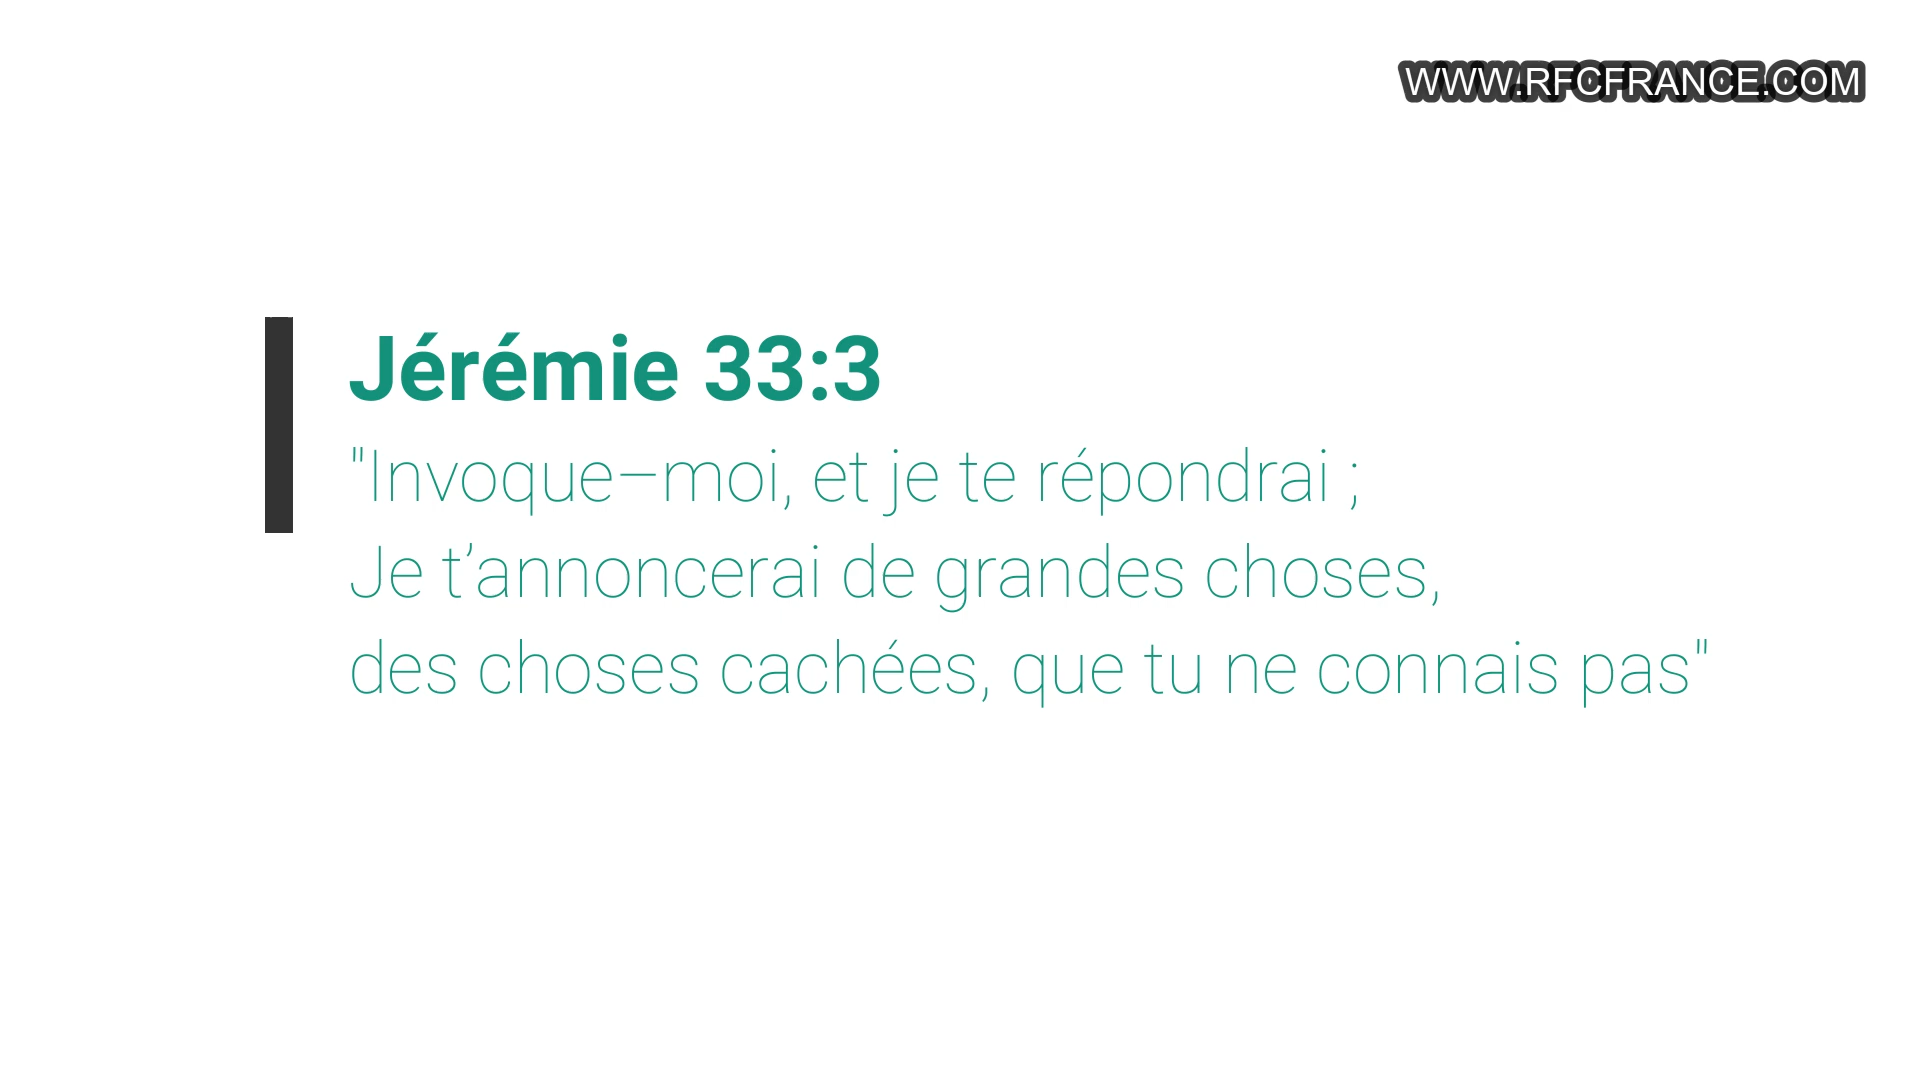 WWW.RFCFRANCE.COM
Jérémie 33:3
"Invoque–moi, et je te répondrai ;
Je t’annoncerai de grandes choses,
des choses cachées, que tu ne connais pas"